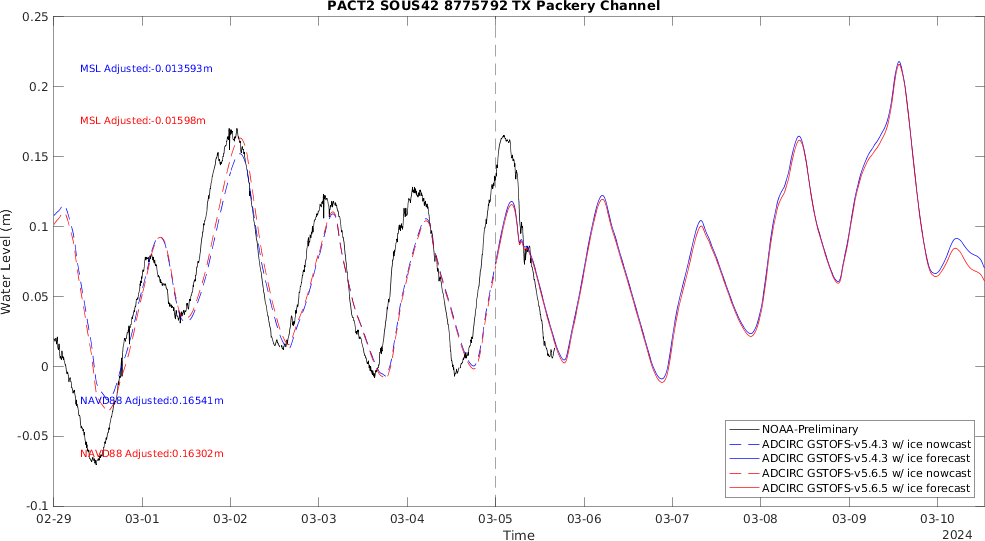 PACT2 SOUS42 8775792 TX Packery Channel
0.25
0.2
0.15
0.1
0.05
0
-0.05
-0.1
Water Level (m)
MSL Adjusted:-0.013593m
MSL Adjusted:-0.01598m
NAVD88 Adjusted:0.16541m
NAVD88 Adjusted:0.16302m
NOAA-Preliminary
ADCIRC GSTOFS-v5.4.3 w/ ice nowcast
ADCIRC GSTOFS-v5.4.3 w/ ice forecast
ADCIRC GSTOFS-v5.6.5 w/ ice nowcast
ADCIRC GSTOFS-v5.6.5 w/ ice forecast
02-29 03-01 03-02 03-03 03-04 03-05 03-06 03-07 03-08 03-09 03-10
2024
Time